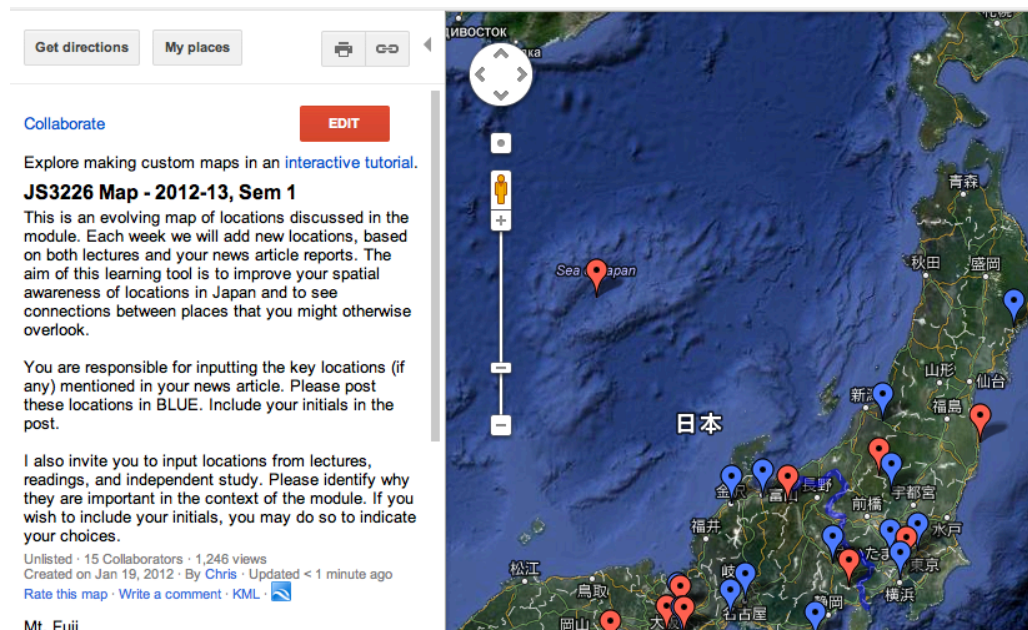 Get directions
My places
Collaborate
EDIT
Explore making custom maps in an interactive tutorial.
JS3226 Map - 2012-13, Sem 1
This is an evolving map of locations discussed in the
module. Each week we will add new locations, based
on both lectures and your news article reports. The
aim of this learning tool is to improve your spatial
awareness of locations in Japan and to see
connections between places that you might otherwise
overlook.
You are responsible for inputting the key locations (if
any) mentioned in your news article. Please post
these locations in BLUE. Include your initials in the
post.
I also invite you to input locations from lectures,
readings, and independent study. Please identify why
they are important in the context of the module. If you
wish to include your initials, you may do so to indicate
your choices.
Unlisted · 15 Collaborators · 1,246 views
Created on Jan 19, 2012 · By Chris · Updated < 1 minute ago
Rate this map · Write a comment · KML ·
Mt. Fuji
ДИВОСТОК
ка
青森
Sea Japan
秋田
盛岡
山形
仙台
新
福島
日本
金沢
富山
長野
宇都宮
前橋
福井
水戸
たま
東京
松江
鳥取
岐
横浜
名古屋
静岡
岡山
大